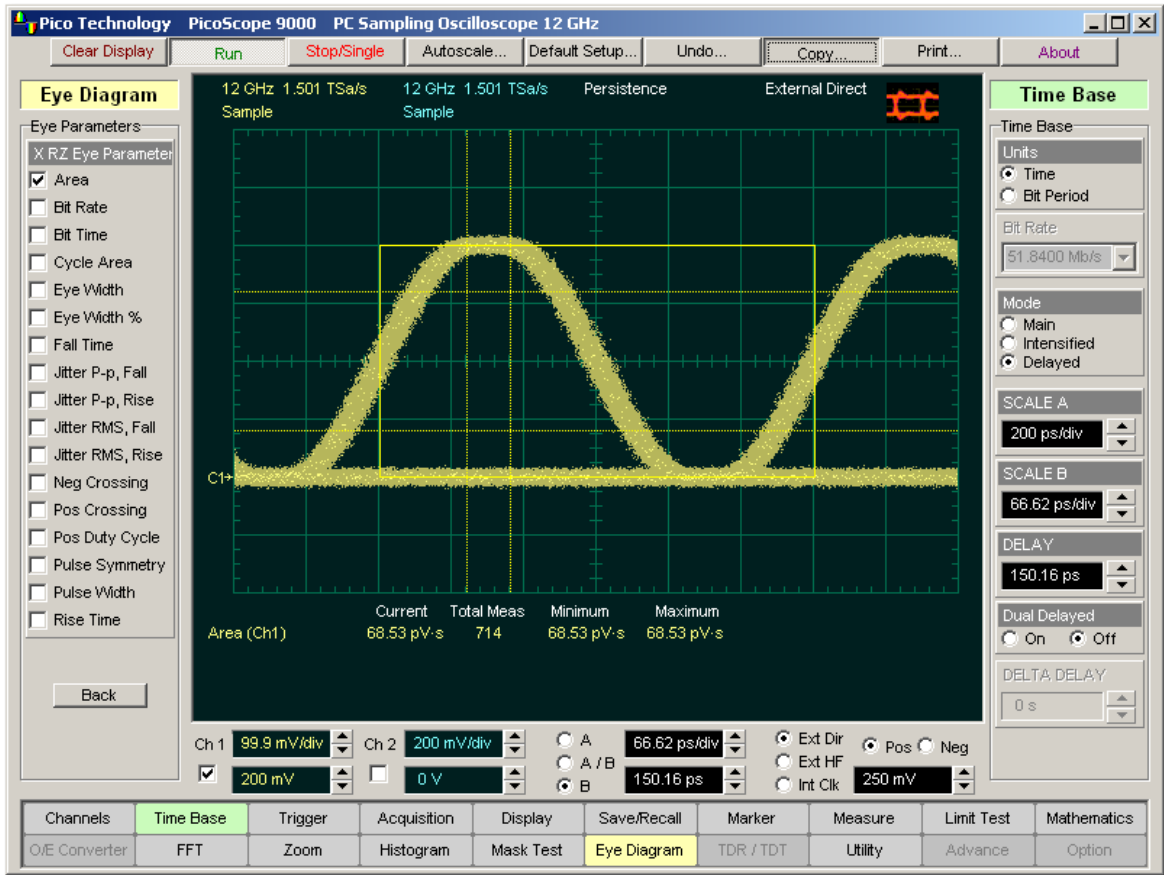 Pico Technology PicoScope 9000 PC Sampling Oscilloscope 12 GHz
Clear Display Run Stop/Single Autoscale... Default Setup... Undo... Copy... Print... About
Eye Diagram
Eye Parameters
X RZ Eye Parameter
Area
Bit Rate
Bit Time
Cycle Area
Eye Width
Eye Width %
Fall Time
Jitter P-p, Fall
Jitter P-p, Rise
Jitter RMS, Fall
Jitter RMS, Rise
Neg Crossing
Pos Crossing
Pos Duty Cycle
Pulse Symmetry
Pulse Width
Rise Time
Back
12 GHz 1.501 TSa/s 12 GHz 1.501 TSa/s Persistence External Direct
Sample Sample
C1
Current Total Meas Minimum Maximum
Area (Ch1) 68.53 pV·s 714 68.53 pV·s 68.53 pV·s
Time Base
Time Base
Units
Time
Bit Period
Bit Rate
51.8400 Mb/s
Mode
Main
Intensified
Delayed
SCALE A
200 ps/div
SCALE B
66.62 ps/div
DELAY
150.16 ps
Dual Delayed
On Off
DELTA DELAY
0 s
Ch 1 99.9 mV/div Ch 2 200 mV/div A 66.62 ps/div Ext Dir Pos Neg
A / B Ext HF
200 mV 0 V B 150.16 ps Int Clk 250 mV
Channels Time Base Trigger Acquisition Display Save/Recall Marker Measure Limit Test Mathematics
O/E Converter FFT Zoom Histogram Mask Test Eye Diagram TDR / TDT Utility Advance Option